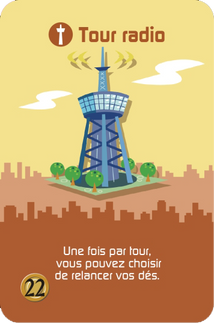 Tour radio
Une fois par tour,
vous pouvez choisir
de relancer vos dés.
22